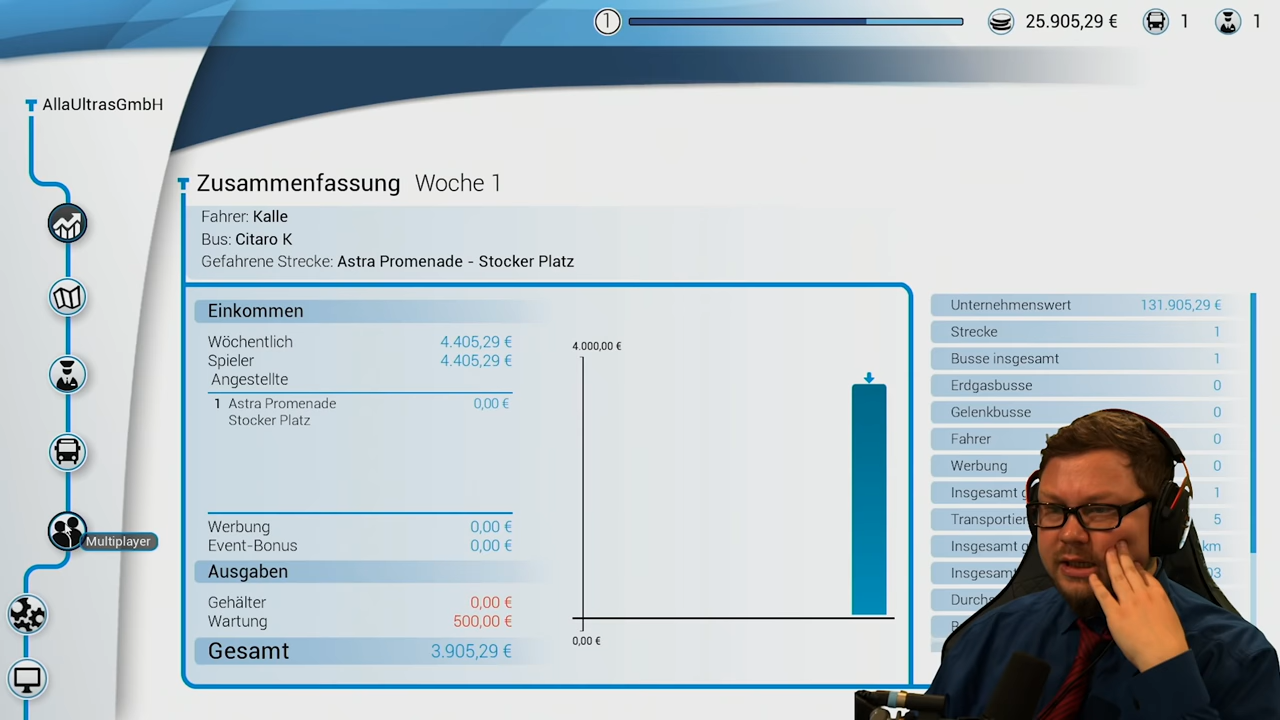 1
25.905,29 €
1
1
AllaUltrasGmbH
Zusammenfassung Woche 1
Fahrer: Kalle
Bus: Citaro K
Gefahrene Strecke: Astra Promenade - Stocker Platz
Einkommen
Wöchentlich 4.405,29 €
Spieler 4.405,29 €
Angestellte
1 Astra Promenade 0,00 €
Stocker Platz
Werbung 0,00 €
Event-Bonus 0,00 €
Ausgaben
Gehälter 0,00 €
Wartung 500,00 €
Gesamt 3.905,29 €
4.000,00 €
0,00 €
Unternehmenswert 131.905,29 €
Strecke 1
Busse insgesamt 1
Erdgasbusse 0
Gelenkbusse 0
Fahrer 0
Werbung 0
Insgesamt 1
5
Insgesamt km
Multiplayer